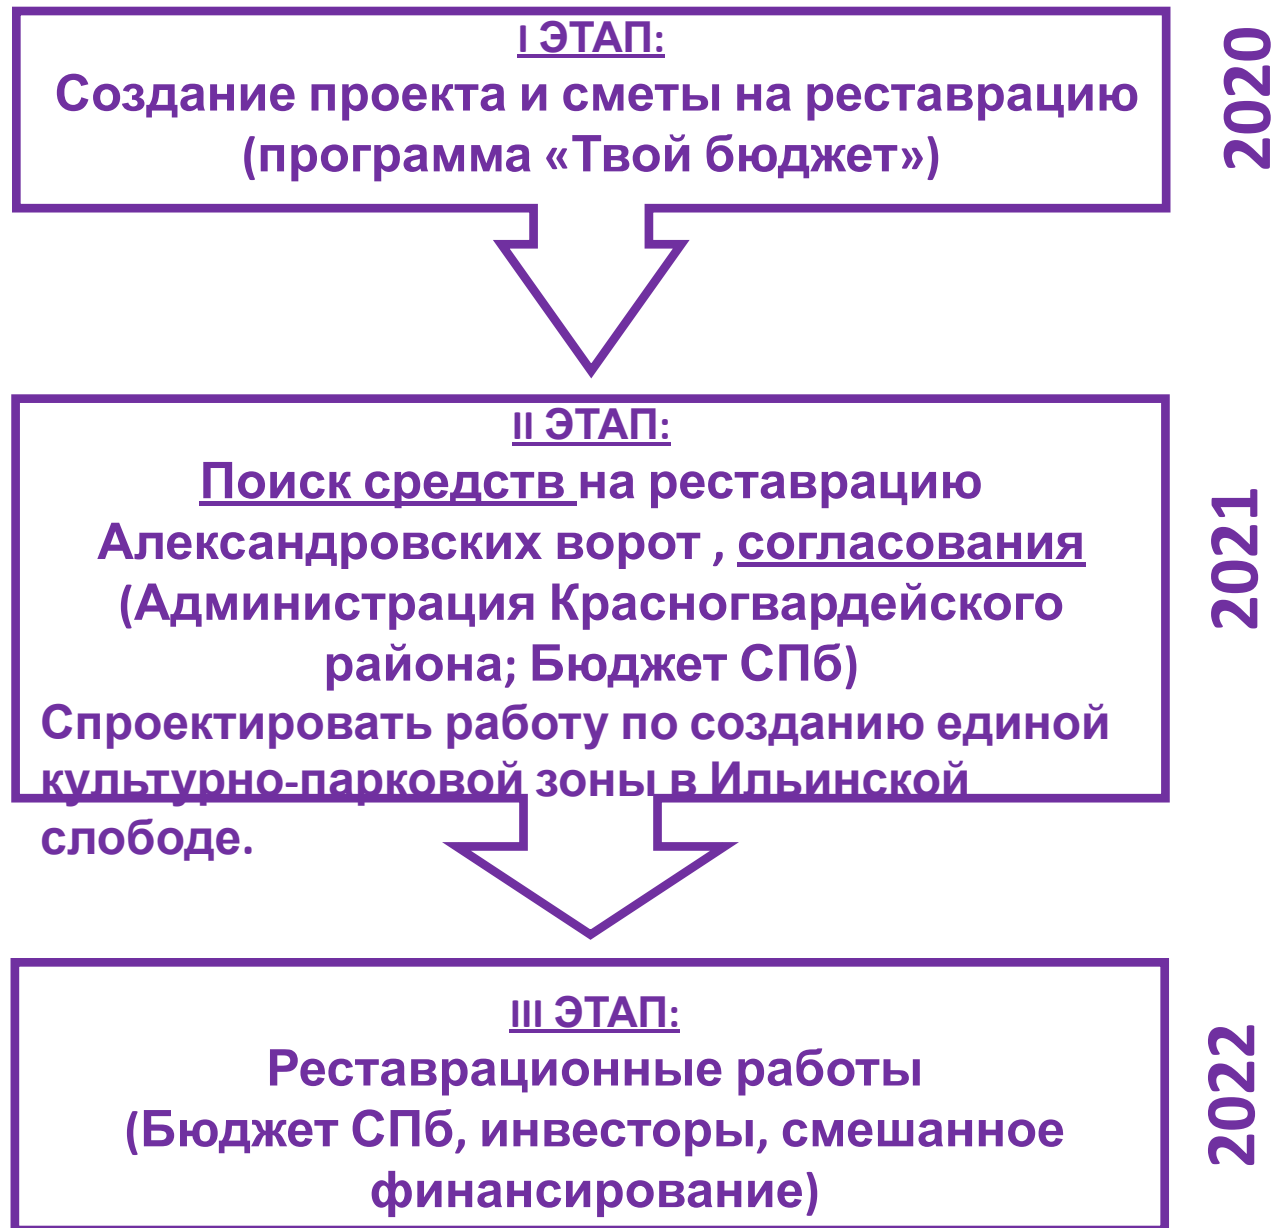 I ЭТАП:
Создание проекта и сметы на реставрацию
(программа «Твой бюджет»)
2020
II ЭТАП:
Поиск средств на реставрацию
Александровских ворот , согласования
(Администрация Красногвардейского
района; Бюджет СПб)
Спроектировать работу по созданию единой
культурно-парковой зоны в Ильинской
слободе.
2021
III ЭТАП:
Реставрационные работы
(Бюджет СПб, инвесторы, смешанное
финансирование)
2022